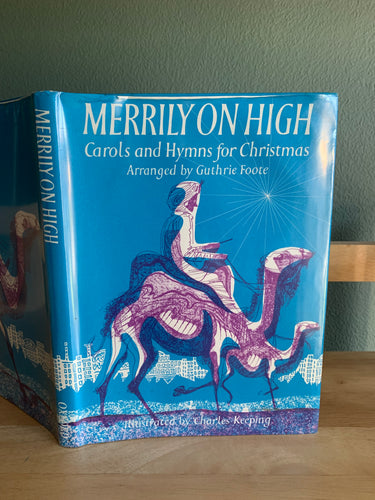 MERRILY ON HIGH
Carols and Hymns for Christmas
Arranged by Guthrie Foote
Illustrated by Charles Keeping
MERRILY ON HIGH